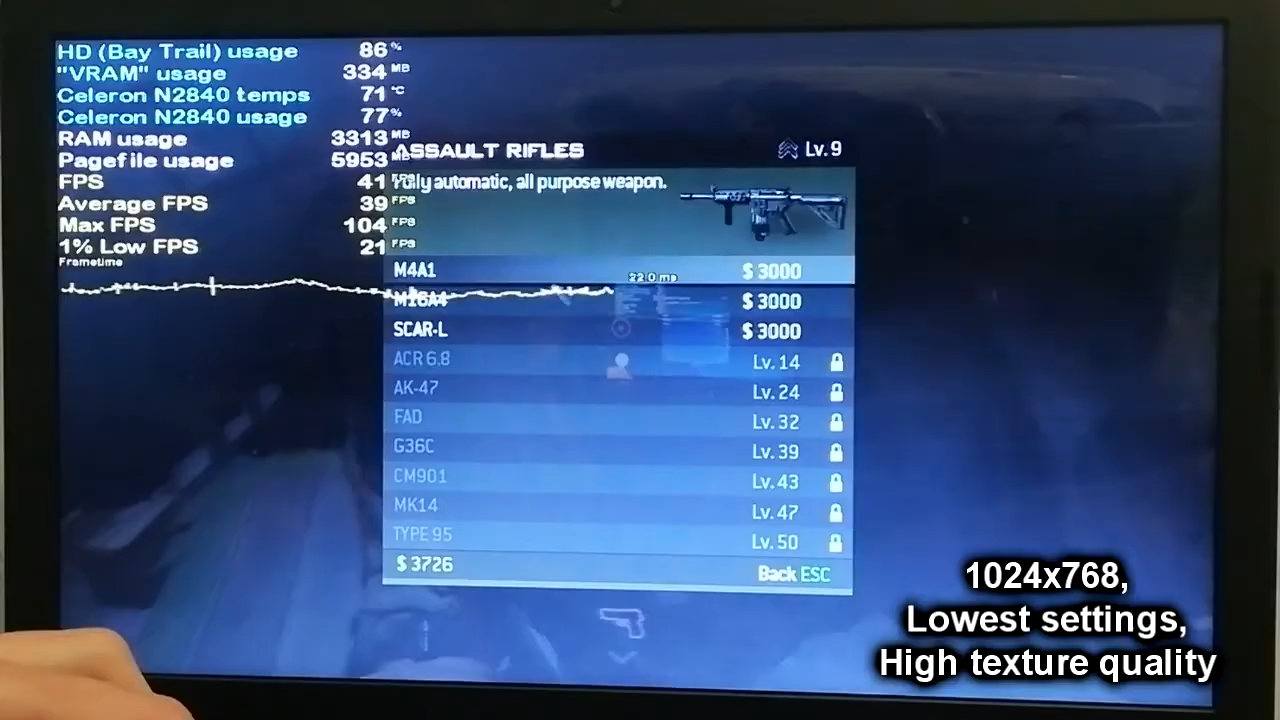 HD (Bay Trail) usage 86 %
"VRAM" usage 334 MB
Celeron N2840 temps 71 °C
Celeron N2840 usage 77 %
RAM usage 3313 MB
Pagefile usage 5953 MB
FPS 41 FPS
Average FPS 39 FPS
Max FPS 104 FPS
1% Low FPS 21 FPS
Frametime
22.0 ms
ASSAULT RIFLES Lv.9
Fully automatic, all purpose weapon.
M4A1 $ 3000
M16A4 $ 3000
SCAR-L $ 3000
ACR 6.8 Lv. 14
AK-47 Lv. 24
FAD Lv. 32
G36C Lv. 39
CM901 Lv. 43
MK14 Lv. 47
TYPE 95 Lv. 50
$ 3726 Back ESC
1024x768,
Lowest settings,
High texture quality